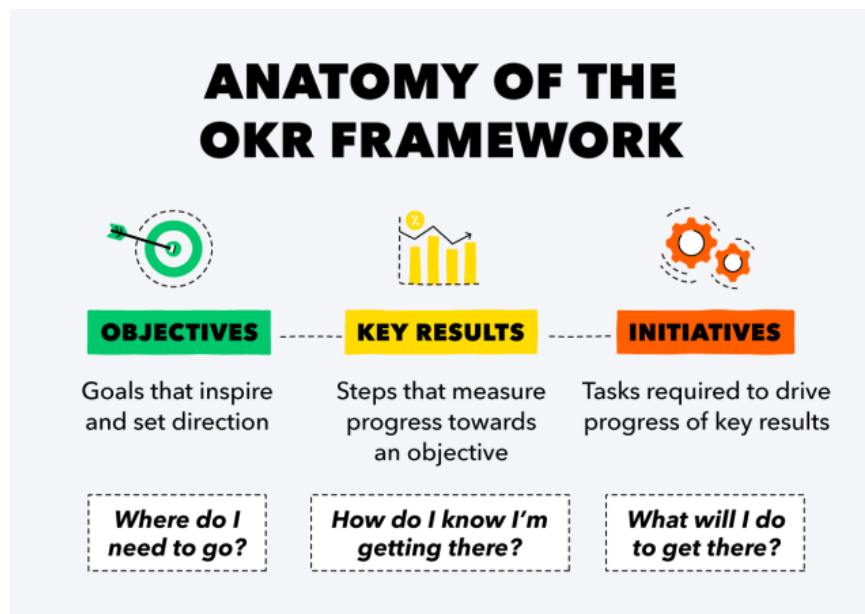 ANATOMY OF THE
OKR FRAMEWORK
%
OBJECTIVES
Goals that inspire
and set direction
Where do I
need to go?
KEY RESULTS
Steps that measure
progress towards
an objective
How do I know I'm
getting there?
INITIATIVES
Tasks required to drive
progress of key results
What will I do
to get there?